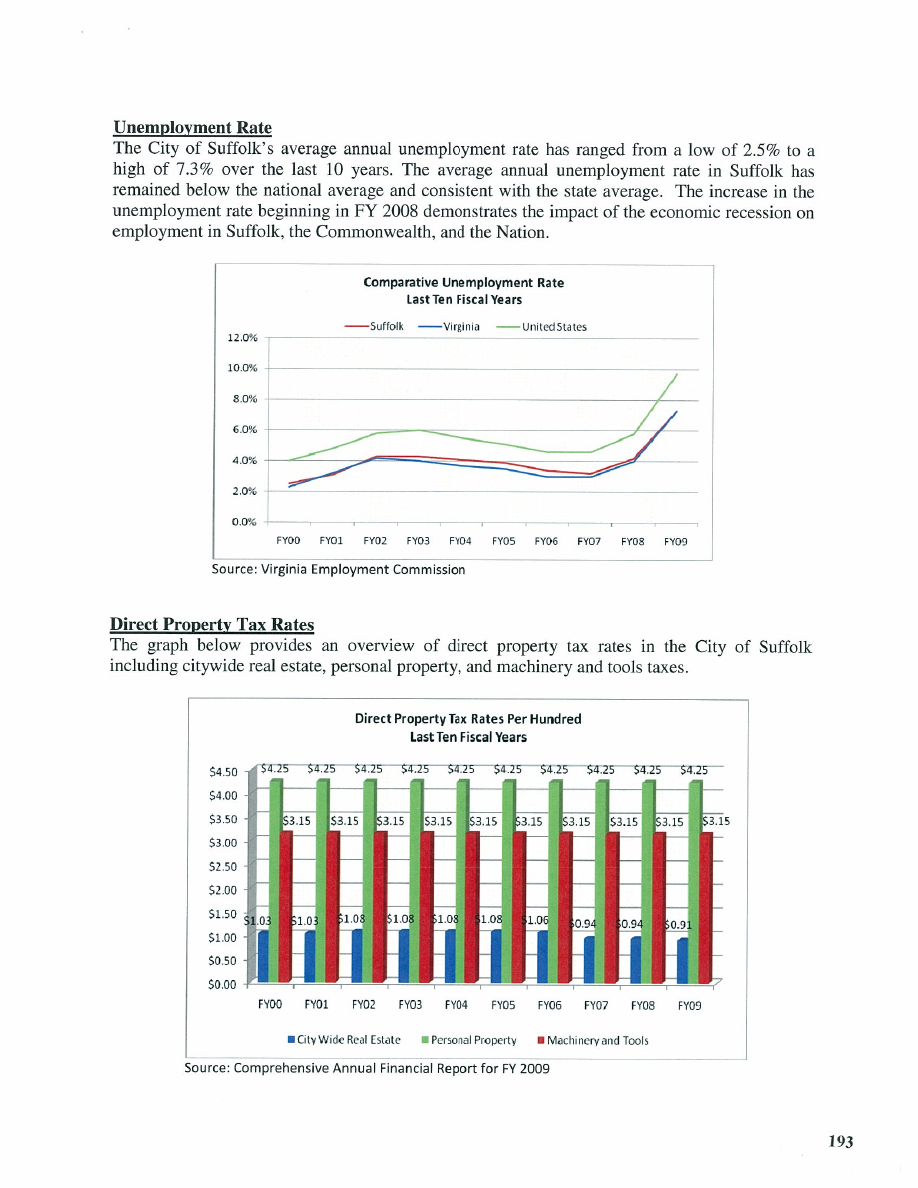 Unemployment Rate
The City of Suffolk's average annual unemployment rate has ranged from a low of 2.5% to a
high of 7.3% over the last 10 years. The average annual unemployment rate in Suffolk has
remained below the national average and consistent with the state average. The increase in the
unemployment rate beginning in FY 2008 demonstrates the impact of the economic recession on
employment in Suffolk, the Commonwealth, and the Nation.
Comparative Unemployment Rate
Last Ten Fiscal Years
Suffolk Virginia United States
12.0%
10.0%
8.0%
6.0%
4.0%
2.0%
0.0%
FY00 FY01 FY02 FY03 FY04 FY05 FY06 FY07 FY08 FY09
Source: Virginia Employment Commission
Direct Property Tax Rates
The graph below provides an overview of direct property tax rates in the City of Suffolk
including citywide real estate, personal property, and machinery and tools taxes.
Direct Property Tax Rates Per Hundred
Last Ten Fiscal Years
$4.50 $4.25 $4.25 $4.25 $4.25 $4.25 $4.25 $4.25 $4.25 $4.25 $4.25
$4.00
$3.50 $3.15 $3.15 $3.15 $3.15 $3.15 $3.15 $3.15 $3.15 $3.15 $3.15
$3.00
$2.50
$2.00
$1.50 $1.03 $1.03 $1.08 $1.08 $1.08 $1.08 $1.06 $0.94 $0.94 $0.91
$1.00
$0.50
$0.00
FY00 FY01 FY02 FY03 FY04 FY05 FY06 FY07 FY08 FY09
City Wide Real Estate Personal Property Machinery and Tools
Source: Comprehensive Annual Financial Report for FY 2009
193